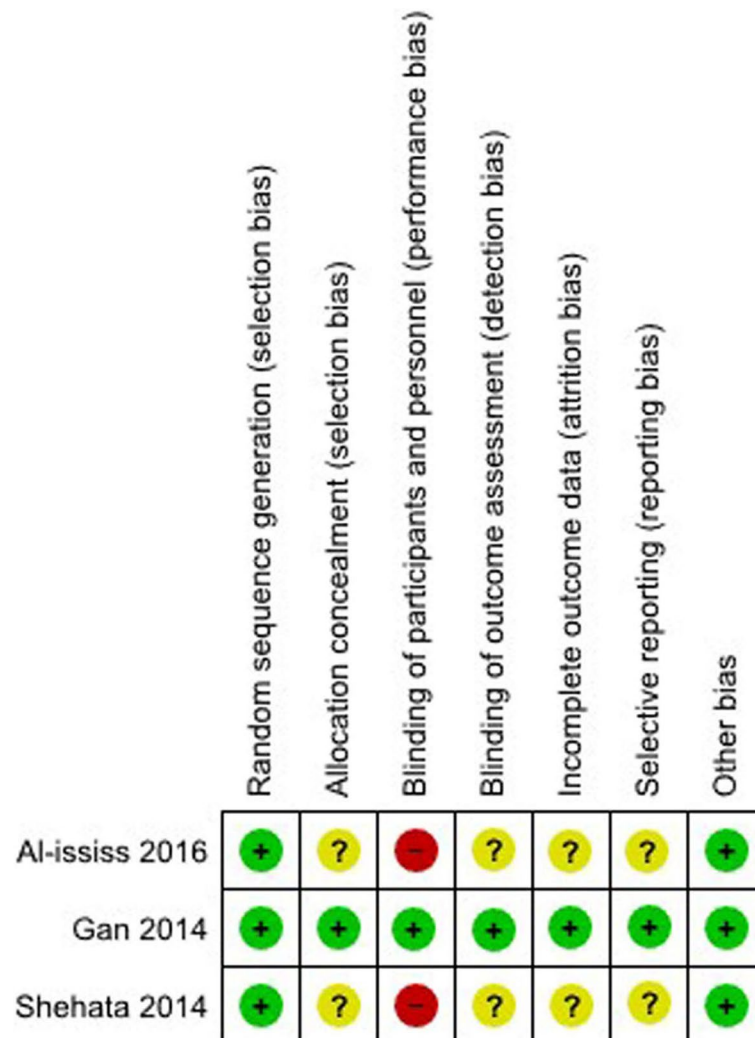 Random sequence generation (selection bias)
Allocation concealment (selection bias)
Blinding of participants and personnel (performance bias)
Blinding of outcome assessment (detection bias)
Incomplete outcome data (attrition bias)
Selective reporting (reporting bias)
Other bias
Al-ississ 2016 + ? – ? ? ? +
Gan 2014 + + + + + + +
Shehata 2014 + ? – ? ? ? +